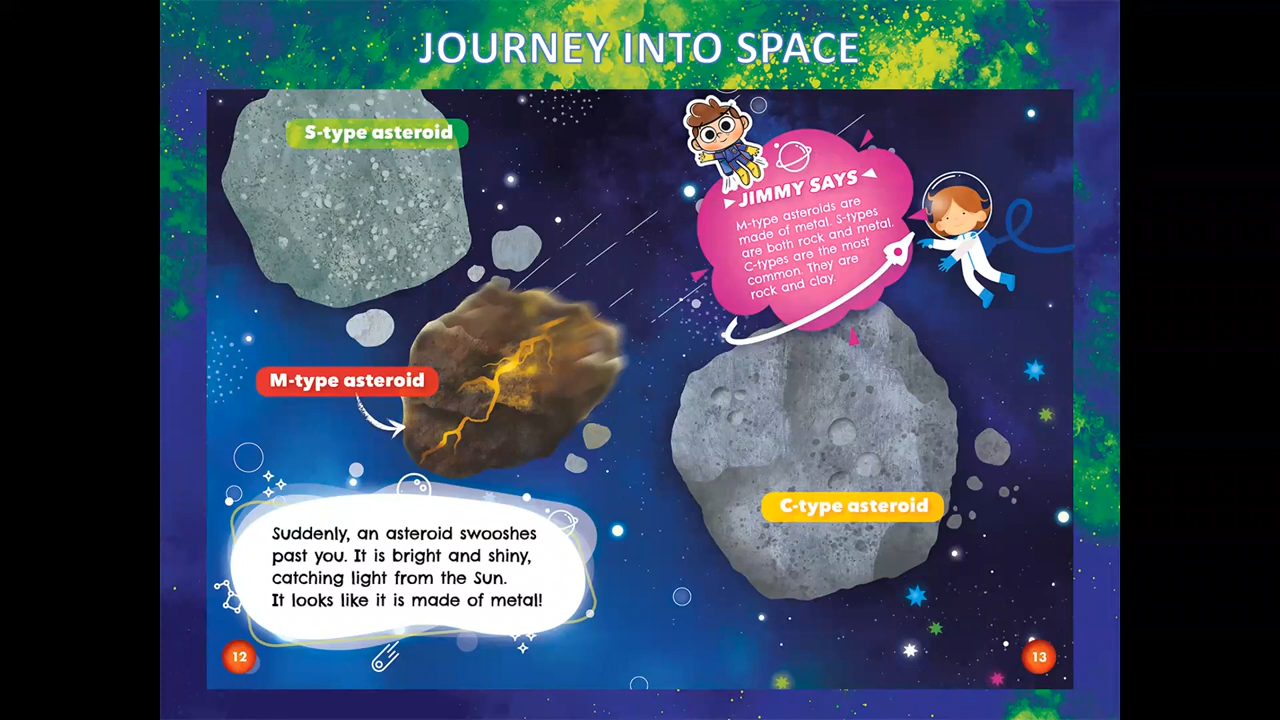 JOURNEY INTO SPACE
S-type asteroid
M-type asteroid
Suddenly, an asteroid swooshes
past you. It is bright and shiny,
catching light from the Sun.
It looks like it is made of metal!
12
JIMMY SAYS
M-type asteroids are
made of metal. S-types
are both rock and metal.
C-types are the most
common. They are
rock and clay.
C-type asteroid
13